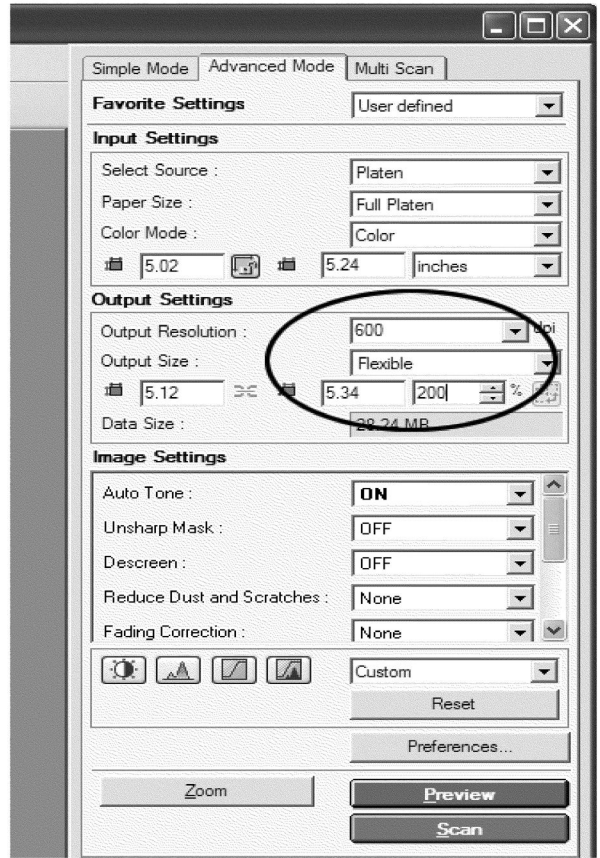 Simple Mode Advanced Mode Multi Scan
Favorite Settings User defined
Input Settings
Select Source : Platen
Paper Size : Full Platen
Color Mode : Color
5.02 5.24 inches
Output Settings
Output Resolution : 600 dpi
Output Size : Flexible
5.12 5.34 200 %
Data Size : 28.24 MB
Image Settings
Auto Tone : ON
Unsharp Mask : OFF
Descreen : OFF
Reduce Dust and Scratches : None
Fading Correction : None
Custom
Reset
Preferences...
Zoom Preview
Scan